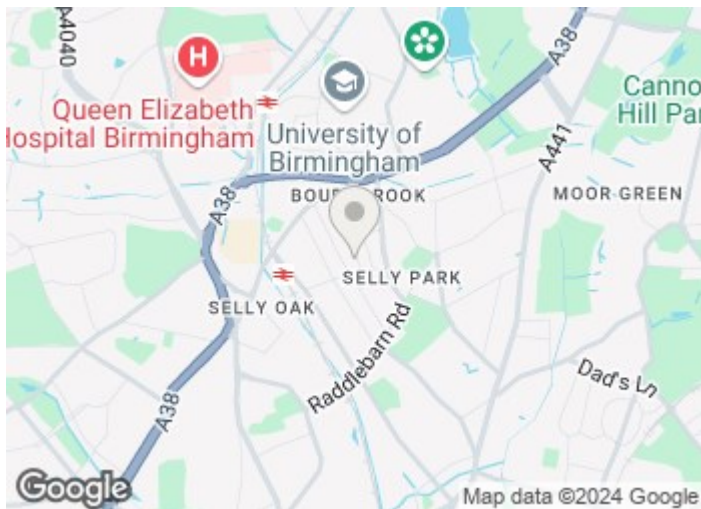 A4040
A38
H
Queen Elizabeth
Hospital Birmingham
University of
Birmingham
Canno
Hill Par
A441
MOOR GREEN
A38
SELLY PARK
SELLY OAK
Raddlebarn Rd
Dad's Ln
A38
Google
Map data ©2024 Google